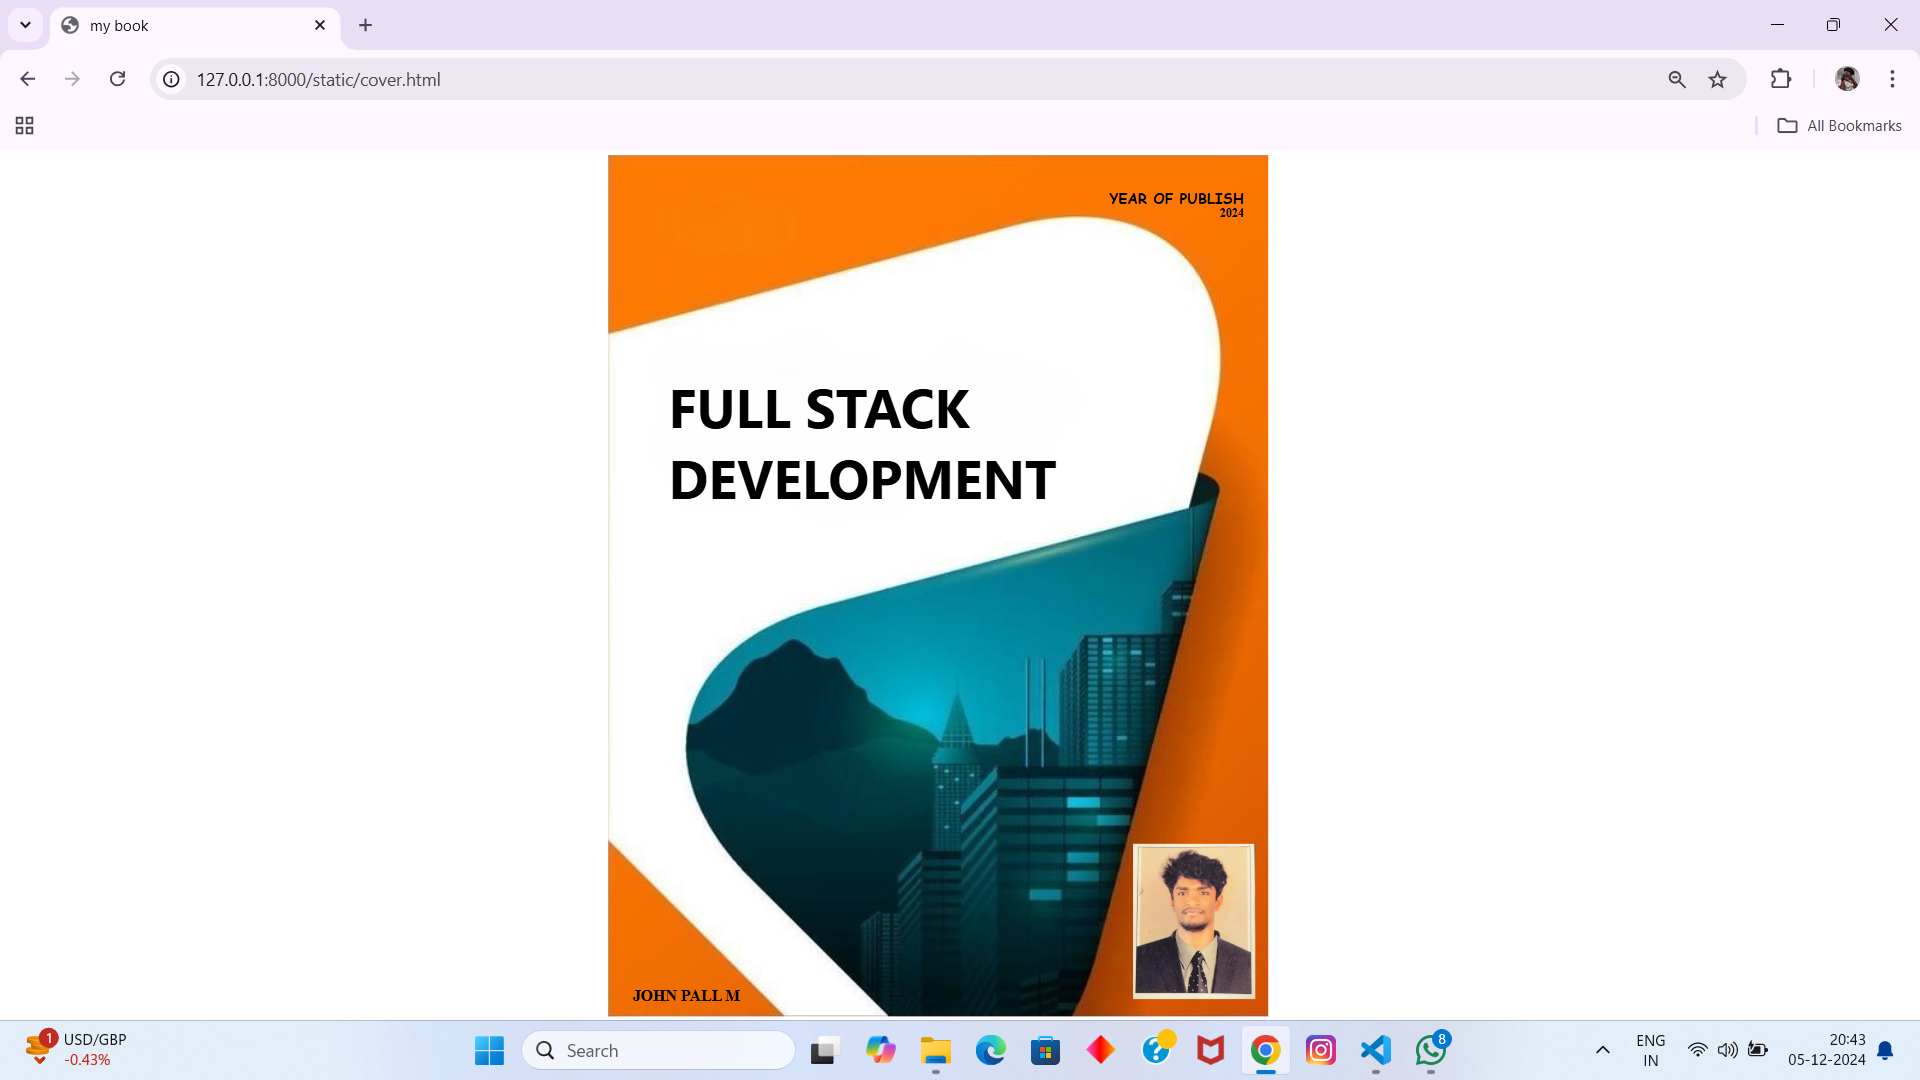 my book
127.0.0.1:8000/static/cover.html
All Bookmarks
YEAR OF PUBLISH
2024
FULL STACK
DEVELOPMENT
JOHN PALL M
1
USD/GBP
-0.43%
Search
8
ENG
IN
20:43
05-12-2024